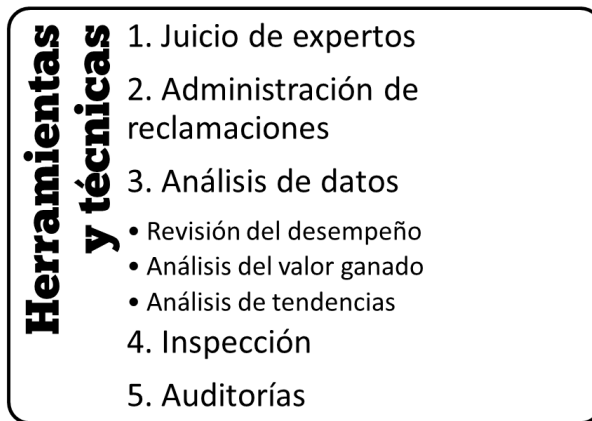 Herramientas
y técnicas
1. Juicio de expertos
2. Administración de
reclamaciones
3. Análisis de datos
• Revisión del desempeño
• Análisis del valor ganado
• Análisis de tendencias
4. Inspección
5. Auditorías